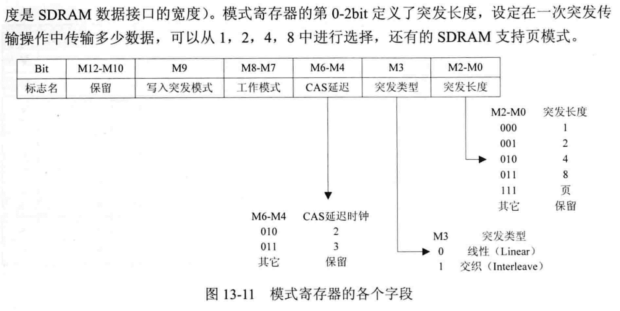 度是 SDRAM 数据接口的宽度）。模式寄存器的第 0-2bit 定义了突发长度，设定在一次突发传
输操作中传输多少数据，可以从 1，2，4，8 中进行选择，还有的 SDRAM 支持页模式。
Bit M12-M10 M9 M8-M7 M6-M4 M3 M2-M0
标志名 保留 写入突发模式 工作模式 CAS延迟 突发类型 突发长度
M2-M0 突发长度
000 1
001 2
010 4
011 8
111 页
其它 保留
M6-M4 CAS延迟时钟
010 2
011 3
其它 保留
M3 突发类型
0 线性（Linear）
1 交织（Interleave）
图 13-11 模式寄存器的各个字段